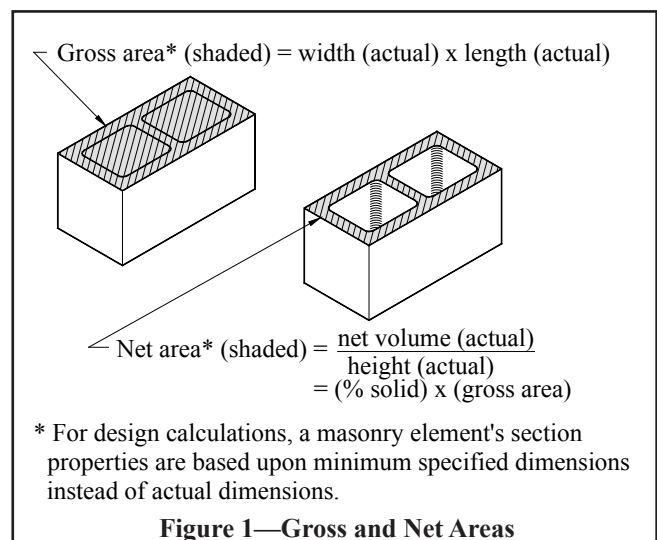 Gross area* (shaded) = width (actual) x length (actual)
Net area* (shaded) = net volume (actual)
height (actual)
= (% solid) x (gross area)
* For design calculations, a masonry element's section
properties are based upon minimum specified dimensions
instead of actual dimensions.
Figure 1—Gross and Net Areas